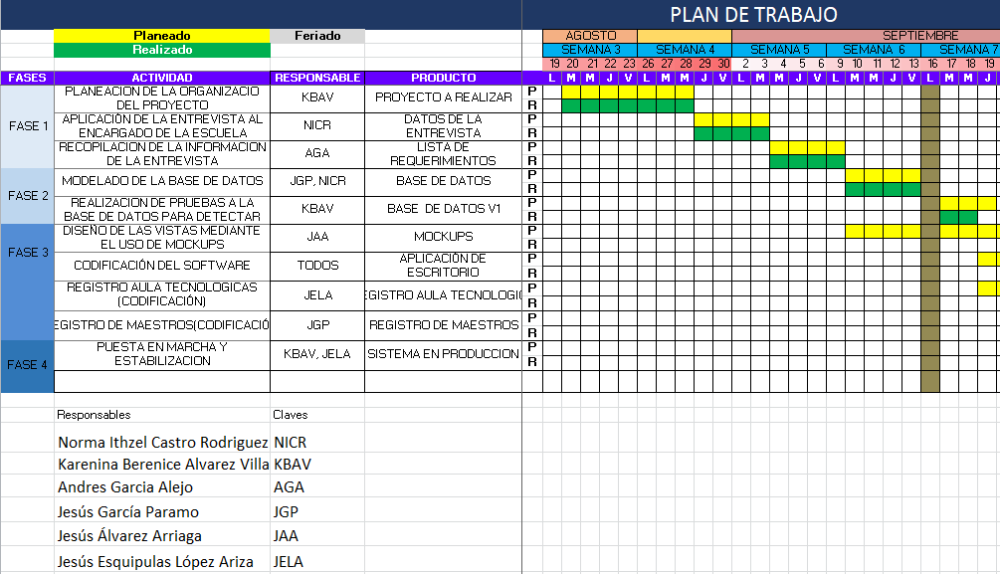 PLAN DE TRABAJO
Planeado Feriado AGOSTO SEPTIEMBRE
Realizado SEMANA 3 SEMANA 4 SEMANA 5 SEMANA 6 SEMANA 7
19 20 21 22 23 26 27 28 29 30 2 3 4 5 6 9 10 11 12 13 16 17 18 19
FASES ACTIVIDAD RESPONSABLE PRODUCTO L M M J V L M M J V L M M J V L M M J V L M M J
FASE 1
PLANEACION DE LA ORGANIZACIO
DEL PROYECTO
KBAV
PROYECTO A REALIZAR
P
R
APLICACIÓN DE LA ENTREVISTA AL
ENCARGADO DE LA ESCUELA
NICR
DATOS DE LA
ENTREVISTA
P
R
RECOPILACION DE LA INFORMACION
DE LA ENTREVISTA
AGA
LISTA DE
REQUERIMIENTOS
P
R
FASE 2
MODELADO DE LA BASE DE DATOS
JGP, NICR
BASE DE DATOS
P
R
REALIZACION DE PRUEBAS A LA
BASE DE DATOS PARA DETECTAR
KBAV
BASE DE DATOS V1
P
R
FASE 3
DISEÑO DE LAS VISTAS MEDIANTE
EL USO DE MOCKUPS
JAA
MOCKUPS
P
R
CODIFICACIÓN DEL SOFTWARE
TODOS
APLICACIÓN DE
ESCRITORIO
P
R
REGISTRO AULA TECNOLOGICAS
(CODIFICACIÓN)
JELA
EGISTRO AULA TECNOLOGIC
P
R
EGISTRO DE MAESTROS(CODIFICACIÓ
JGP
REGISTRO DE MAESTROS
P
R
FASE 4
PUESTA EN MARCHA Y
ESTABILIZACION
KBAV, JELA
SISTEMA EN PRODUCCION
P
R
Responsables Claves
Norma Ithzel Castro Rodriguez NICR
Karenina Berenice Alvarez Villa KBAV
Andres Garcia Alejo AGA
Jesús García Paramo JGP
Jesús Álvarez Arriaga JAA
Jesús Esquipulas López Ariza JELA